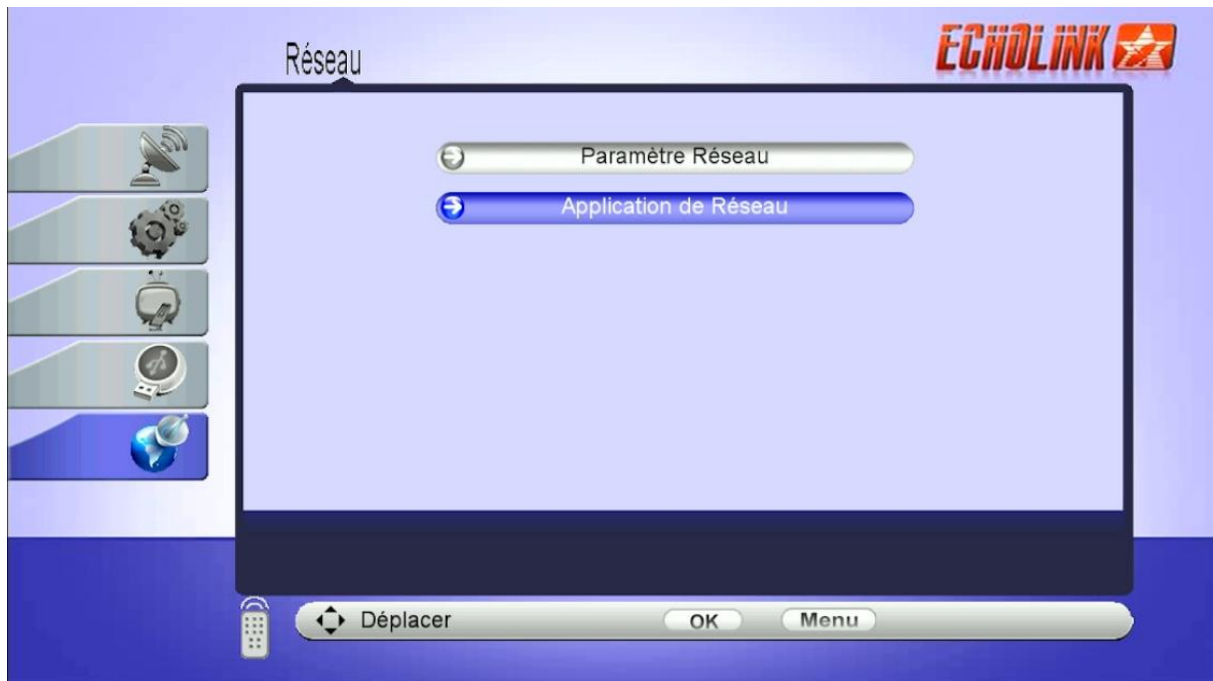 Réseau
ECHOLINK
Paramètre Réseau
Application de Réseau
Déplacer
OK
Menu